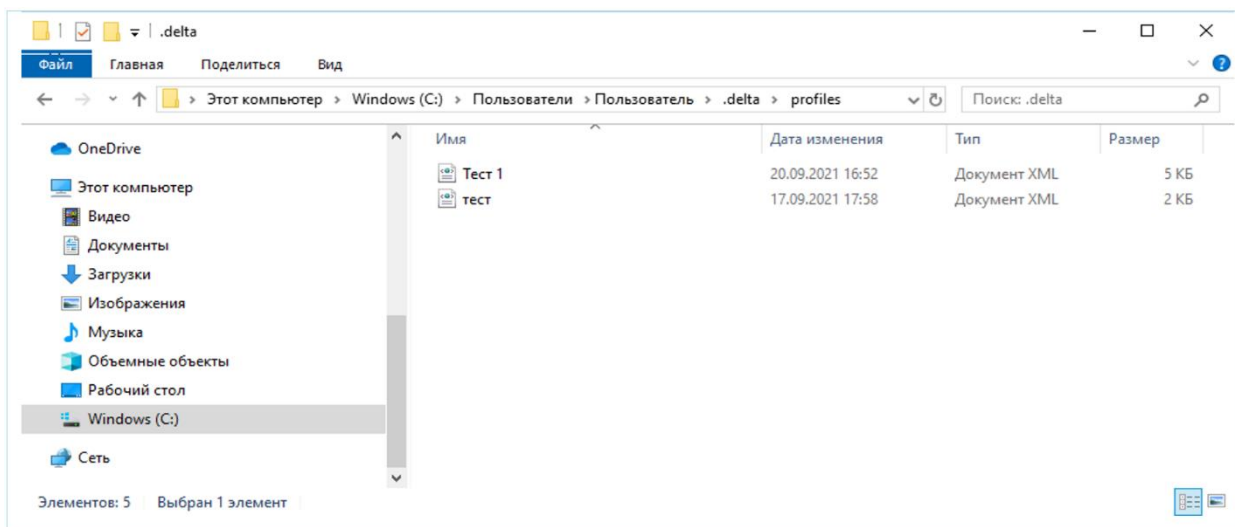 .delta
Файл Главная Поделиться Вид
Этот компьютер > Windows (C:) > Пользователи > Пользователь > .delta > profiles Поиск: .delta
Имя Дата изменения Тип Размер
OneDrive
Этот компьютер
Видео
Документы
Загрузки
Изображения
Музыка
Объемные объекты
Рабочий стол
Windows (C:)
Сеть
Тест 1 20.09.2021 16:52 Документ XML 5 КБ
тест 17.09.2021 17:58 Документ XML 2 КБ
Элементов: 5 Выбран 1 элемент